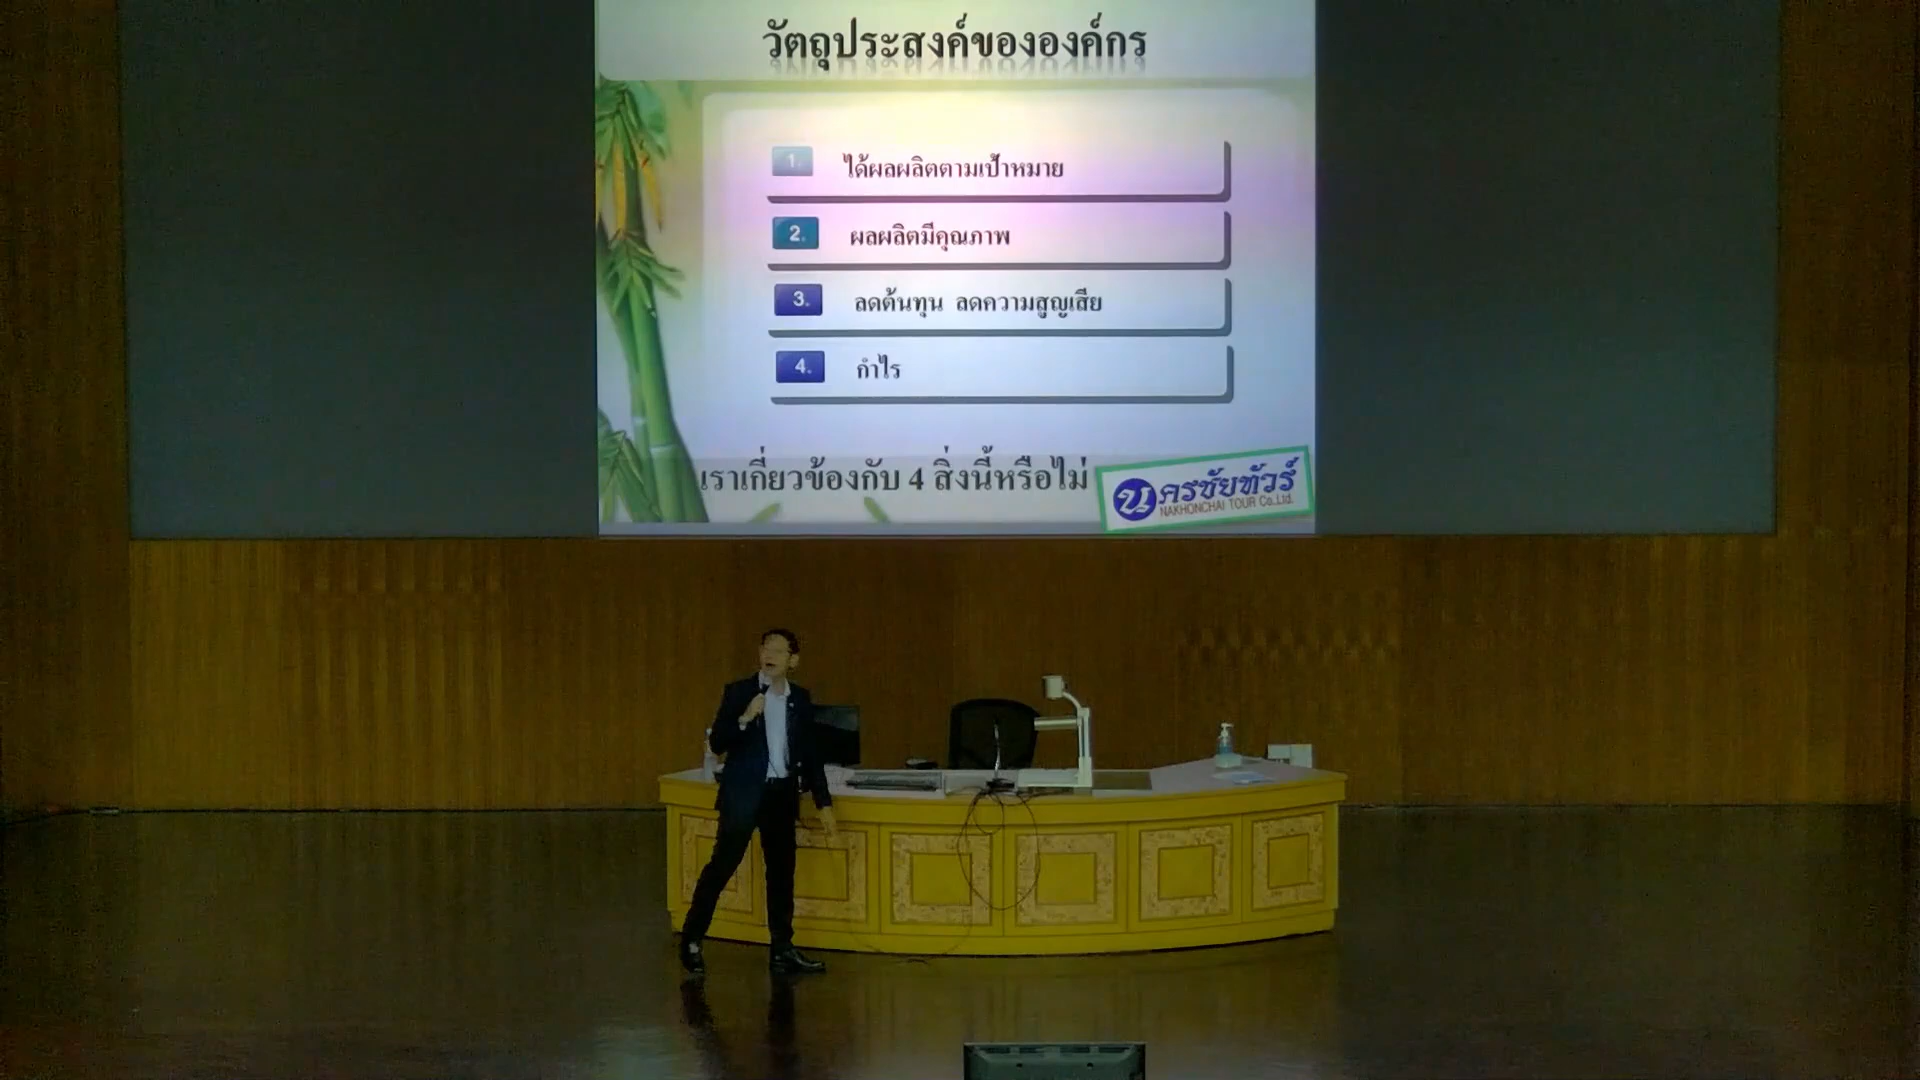 วัตถุประสงค์ขององค์กร
1. ได้ผลผลิตตามเป้าหมาย
2. ผลผลิตมีคุณภาพ
3. ลดต้นทุน ลดความสูญเสีย
4. กำไร
เราเกี่ยวข้องกับ 4 สิ่งนี้หรือไม่
นครชัยทัวร์
NAKHONCHAI TOUR Co.,Ltd.